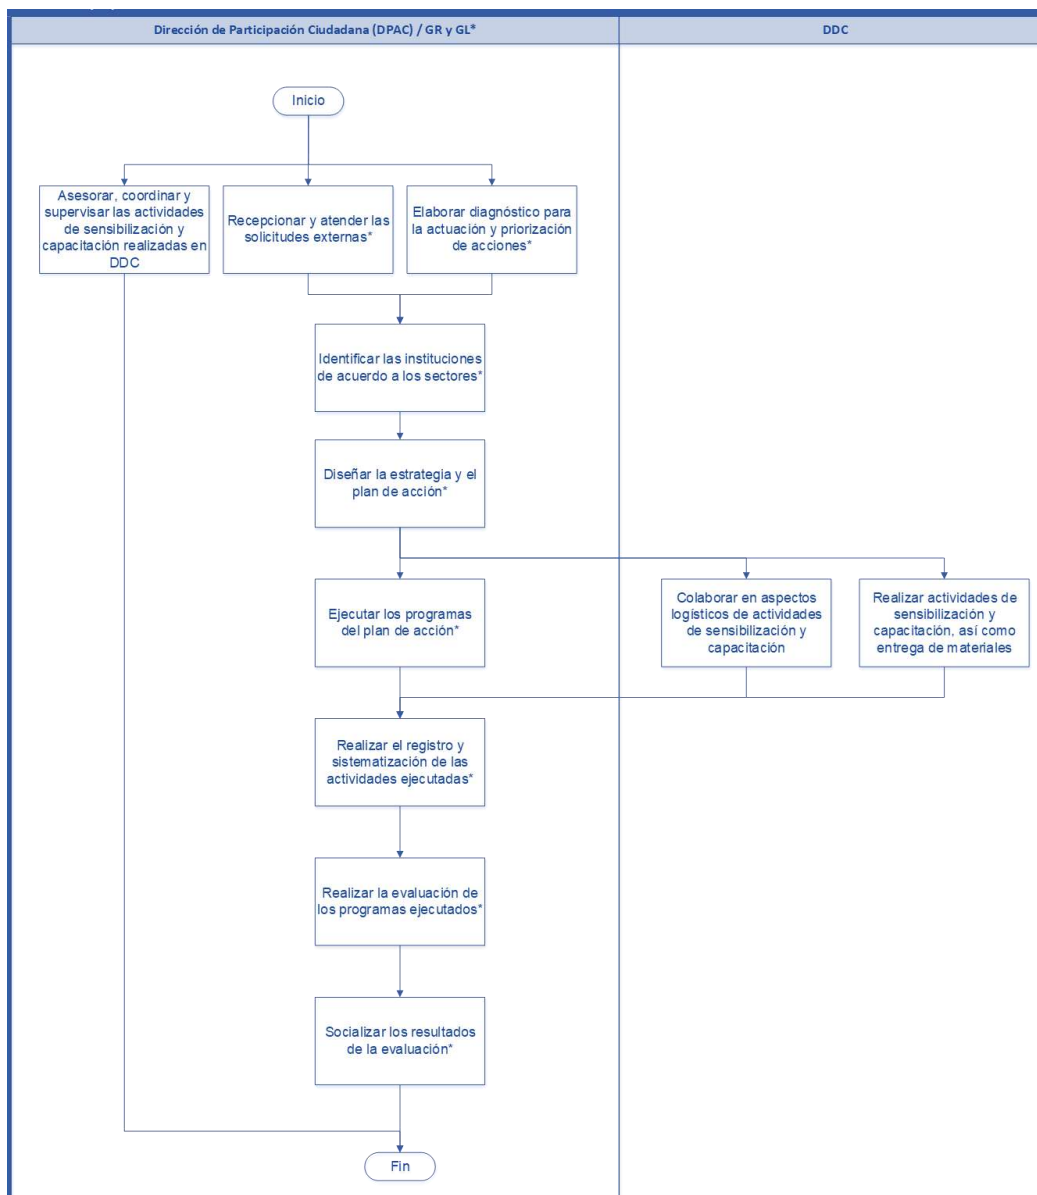 Dirección de Participación Ciudadana (DPAC) / GR y GL*
DDC
Inicio
Asesorar, coordinar y
supervisar las actividades
de sensibilización y
capacitación realizadas en
DDC
Recepcionar y atender las
solicitudes externas*
Elaborar diagnóstico para
la actuación y priorización
de acciones*
Identificar las instituciones
de acuerdo a los sectores*
Diseñar la estrategia y el
plan de acción*
Ejecutar los programas
del plan de acción*
Colaborar en aspectos
logísticos de actividades
de sensibilización y
capacitación
Realizar actividades de
sensibilización y
capacitación, así como
entrega de materiales
Realizar el registro y
sistematización de las
actividades ejecutadas*
Realizar la evaluación de
los programas ejecutados*
Socializar los resultados
de la evaluación*
Fin